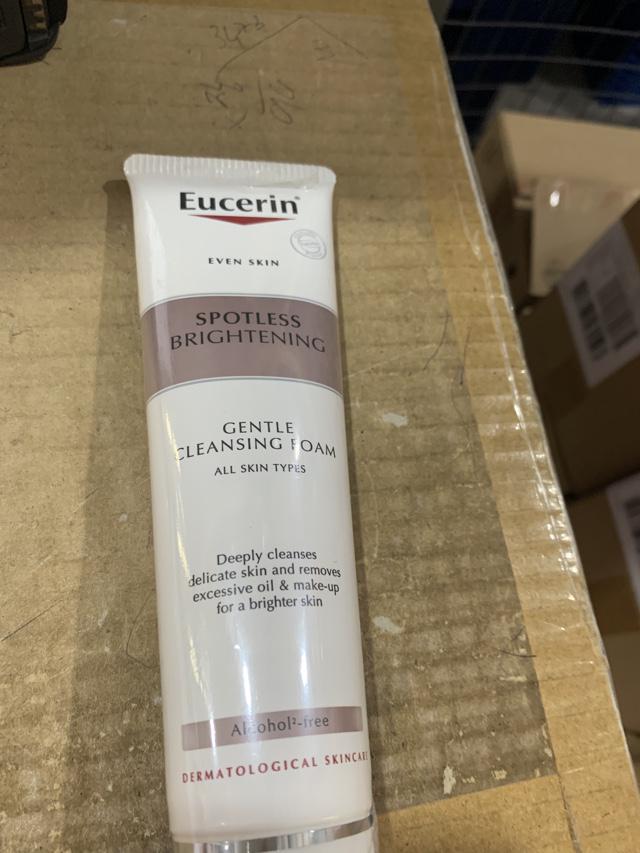 Eucerin®
EVEN SKIN
SPOTLESS
BRIGHTENING
GENTLE
CLEANSING FOAM
ALL SKIN TYPES
Deeply cleanses
delicate skin and removes
excessive oil & make-up
for a brighter skin
Alcohol²-free
DERMATOLOGICAL SKINCARE